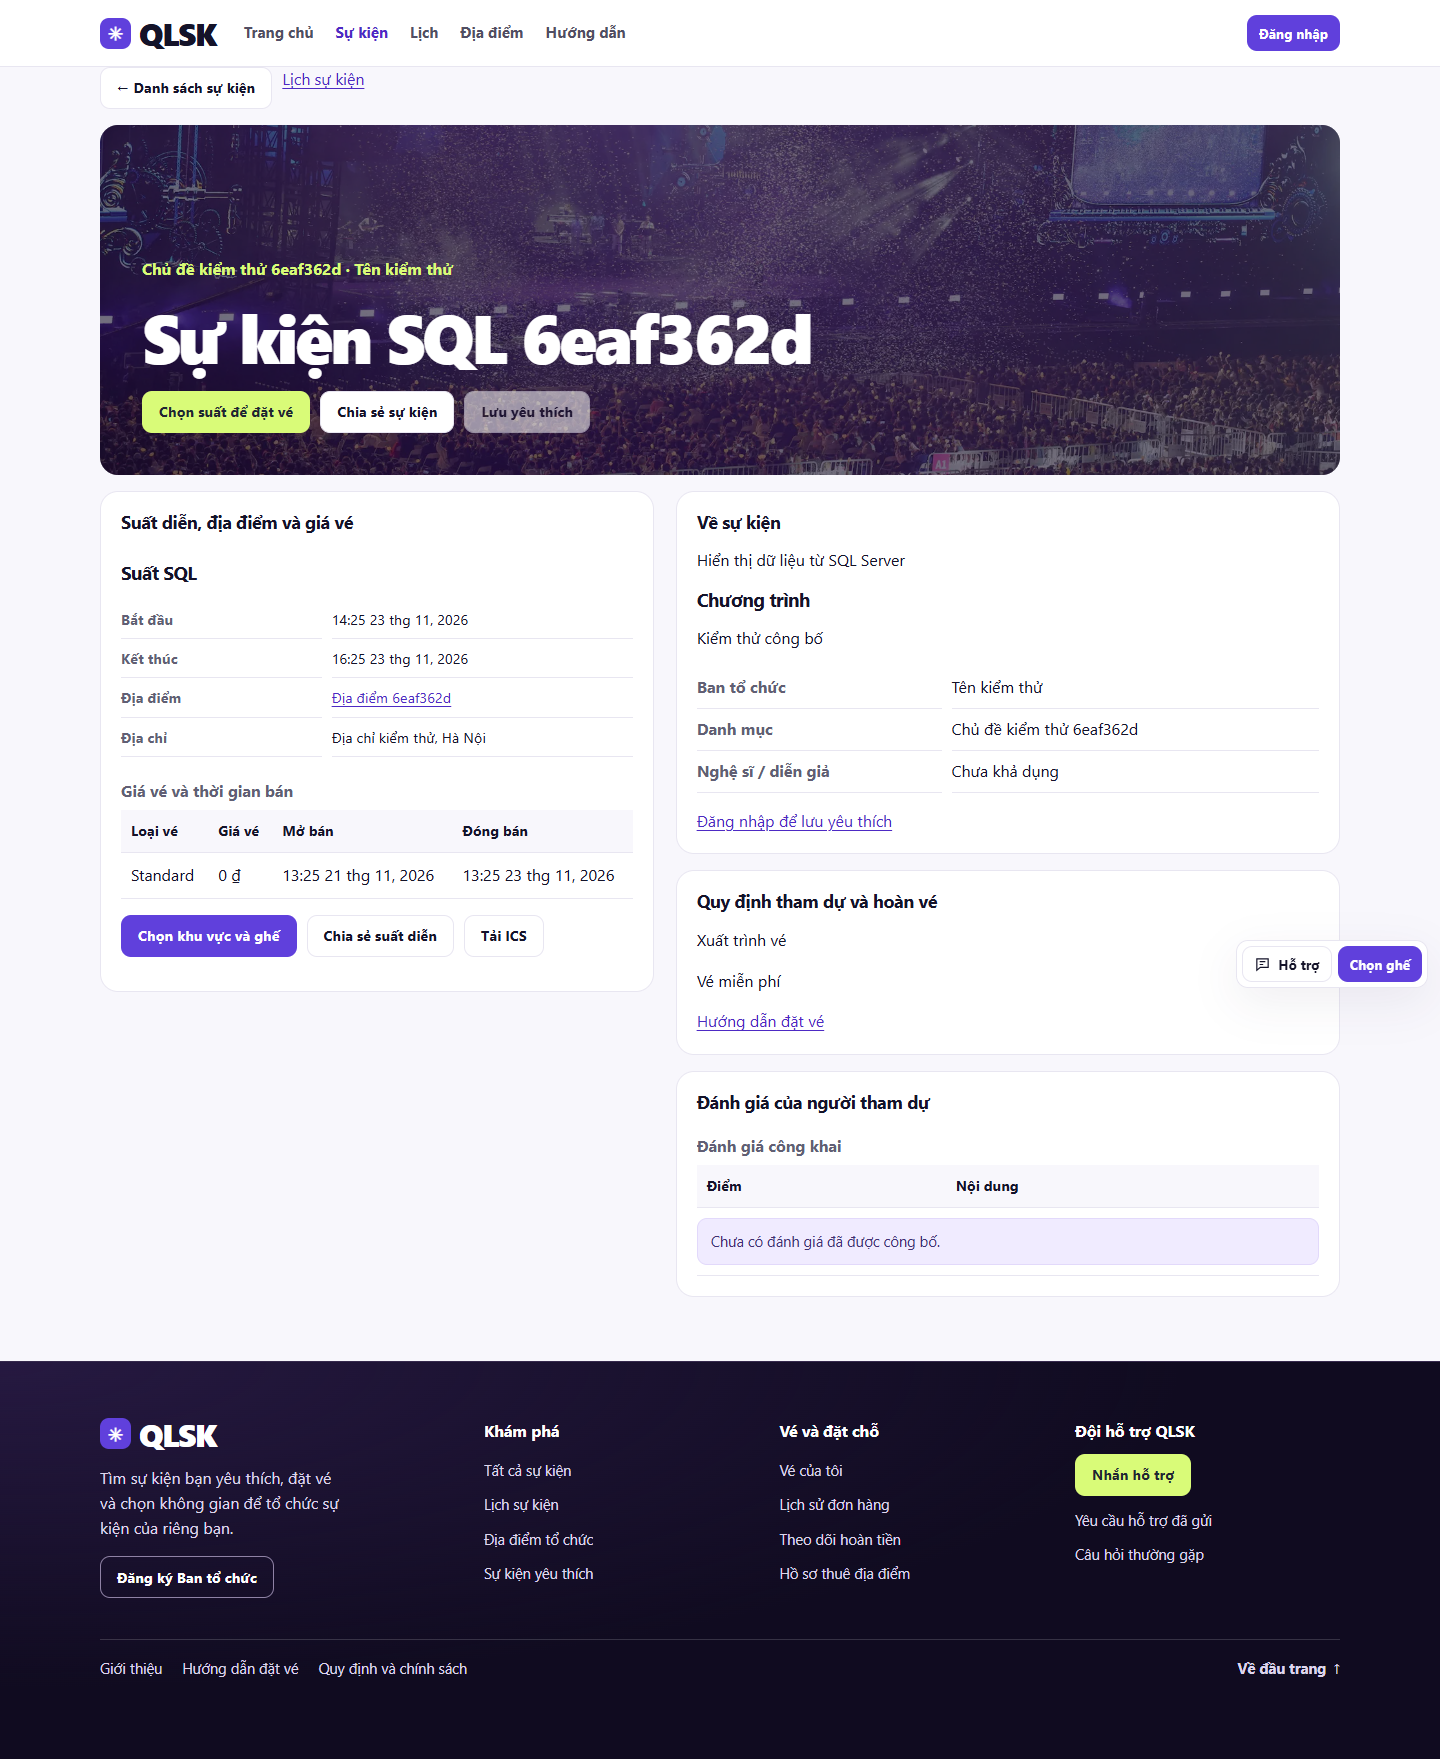 QLSK
Trang chủ
Sự kiện
Lịch
Địa điểm
Hướng dẫn
Đăng nhập
← Danh sách sự kiện
Lịch sự kiện
Chủ đề kiểm thử 6eaf362d · Tên kiểm thử
Sự kiện SQL 6eaf362d
Chọn suất để đặt vé
Chia sẻ sự kiện
Lưu yêu thích
Suất diễn, địa điểm và giá vé
Suất SQL
Bắt đầu 14:25 23 thg 11, 2026
Kết thúc 16:25 23 thg 11, 2026
Địa điểm Địa điểm 6eaf362d
Địa chỉ Địa chỉ kiểm thử, Hà Nội
Giá vé và thời gian bán
Loại vé Giá vé Mở bán Đóng bán
Standard 0 ₫ 13:25 21 thg 11, 2026 13:25 23 thg 11, 2026
Chọn khu vực và ghế
Chia sẻ suất diễn
Tải ICS
Về sự kiện
Hiển thị dữ liệu từ SQL Server
Chương trình
Kiểm thử công bố
Ban tổ chức Tên kiểm thử
Danh mục Chủ đề kiểm thử 6eaf362d
Nghệ sĩ / diễn giả Chưa khả dụng
Đăng nhập để lưu yêu thích
Quy định tham dự và hoàn vé
Xuất trình vé
Vé miễn phí
Hướng dẫn đặt vé
Hỗ trợ
Chọn ghế
Đánh giá của người tham dự
Đánh giá công khai
Điểm Nội dung
Chưa có đánh giá đã được công bố.
QLSK
Tìm sự kiện bạn yêu thích, đặt vé
và chọn không gian để tổ chức sự
kiện của riêng bạn.
Đăng ký Ban tổ chức
Khám phá
Tất cả sự kiện
Lịch sự kiện
Địa điểm tổ chức
Sự kiện yêu thích
Vé và đặt chỗ
Vé của tôi
Lịch sử đơn hàng
Theo dõi hoàn tiền
Hồ sơ thuê địa điểm
Đội hỗ trợ QLSK
Nhắn hỗ trợ
Yêu cầu hỗ trợ đã gửi
Câu hỏi thường gặp
Giới thiệu
Hướng dẫn đặt vé
Quy định và chính sách
Về đầu trang ↑